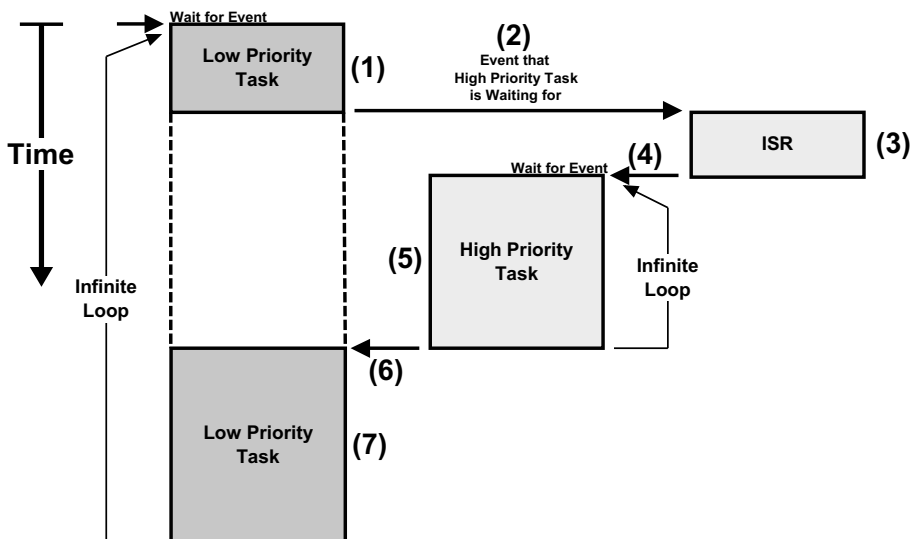 Wait for Event
Low Priority
Task
(1)
(2)
Event that
High Priority Task
is Waiting for
ISR
(3)
Time
Wait for Event
(4)
High Priority
Task
(5)
Infinite
Loop
Infinite
Loop
(6)
Low Priority
Task
(7)